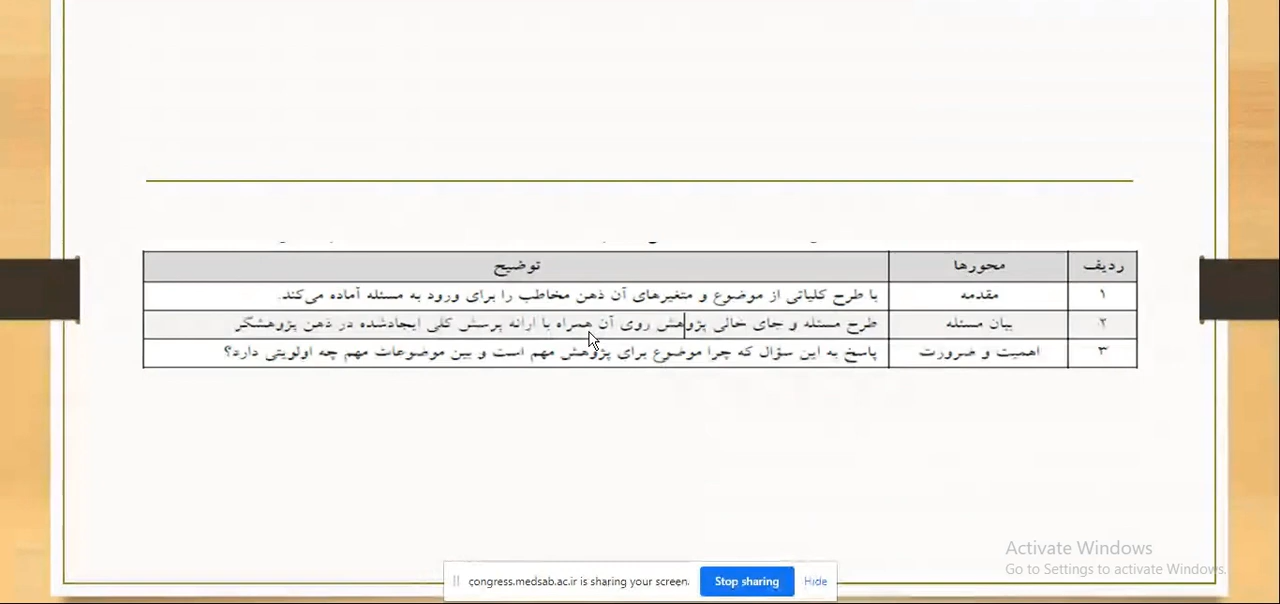 ردیف محورها توضیح
۱ مقدمه با طرح کلیاتی از موضوع و متغیرهای آن ذهن مخاطب را برای ورود به مسئله آماده می‌کند.
۲ بیان مسئله طرح مسئله و جای خالی پژوهش روی آن همراه با ارائه پرسش کلی ایجادشده در ذهن پژوهشگر
۳ اهمیت و ضرورت پاسخ به این سؤال که چرا موضوع برای پژوهش مهم است و بین موضوعات مهم چه اولویتی دارد؟
Activate Windows
Go to Settings to activate Windows.
congress.medsab.ac.ir is sharing your screen. Stop sharing Hide